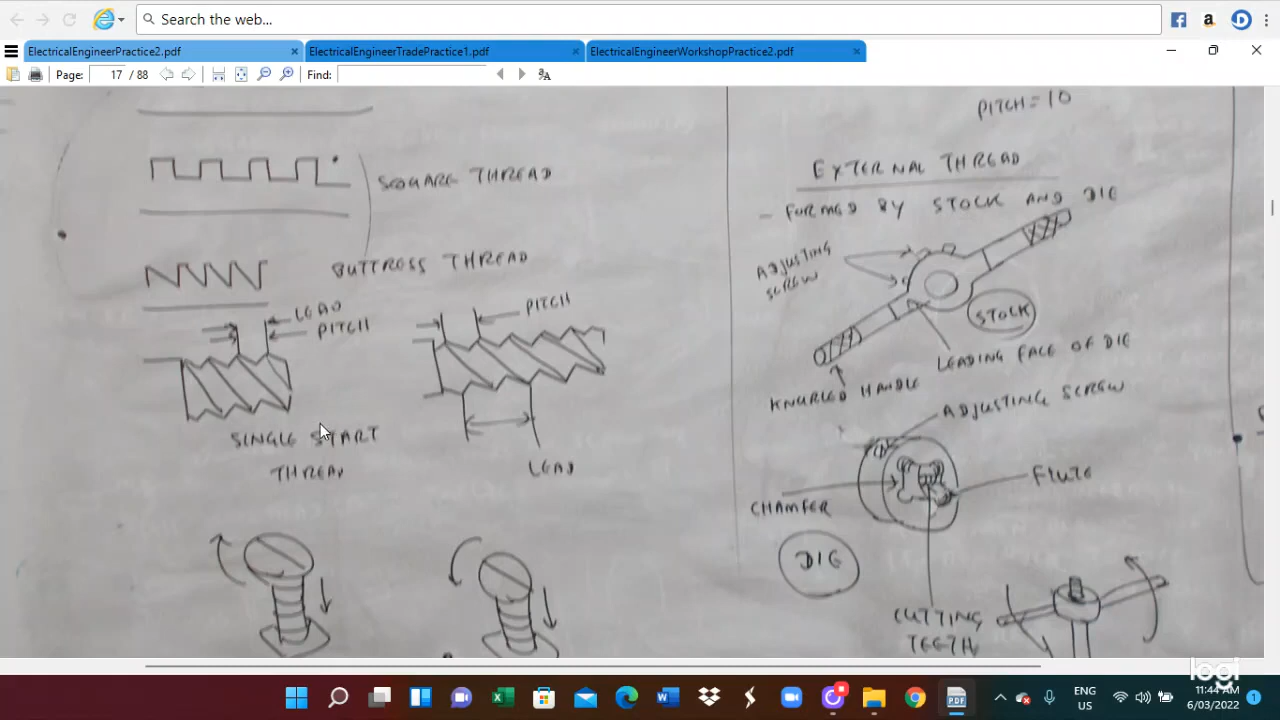 Search the web...
ElectricalEngineerPractice2.pdf
ElectricalEngineerTradePractice1.pdf
ElectricalEngineerWorkshopPractice2.pdf
Page: 17 / 88
Find:
SQUARE THREAD
BUTTRESS THREAD
LEAD
PITCH
SINGLE START
THREAD
PITCH
LEAD
PITCH = 10
EXTERNAL THREAD
- FORMED BY STOCK AND DIE
ADJUSTING
SCREW
STOCK
LEADING FACE OF DIE
KNURLED HANDLE
ADJUSTING SCREW
CHAMFER
FLUTE
DIE
CUTTING
TEETH
logi
ENG
US
11:44 AM
6/03/2022